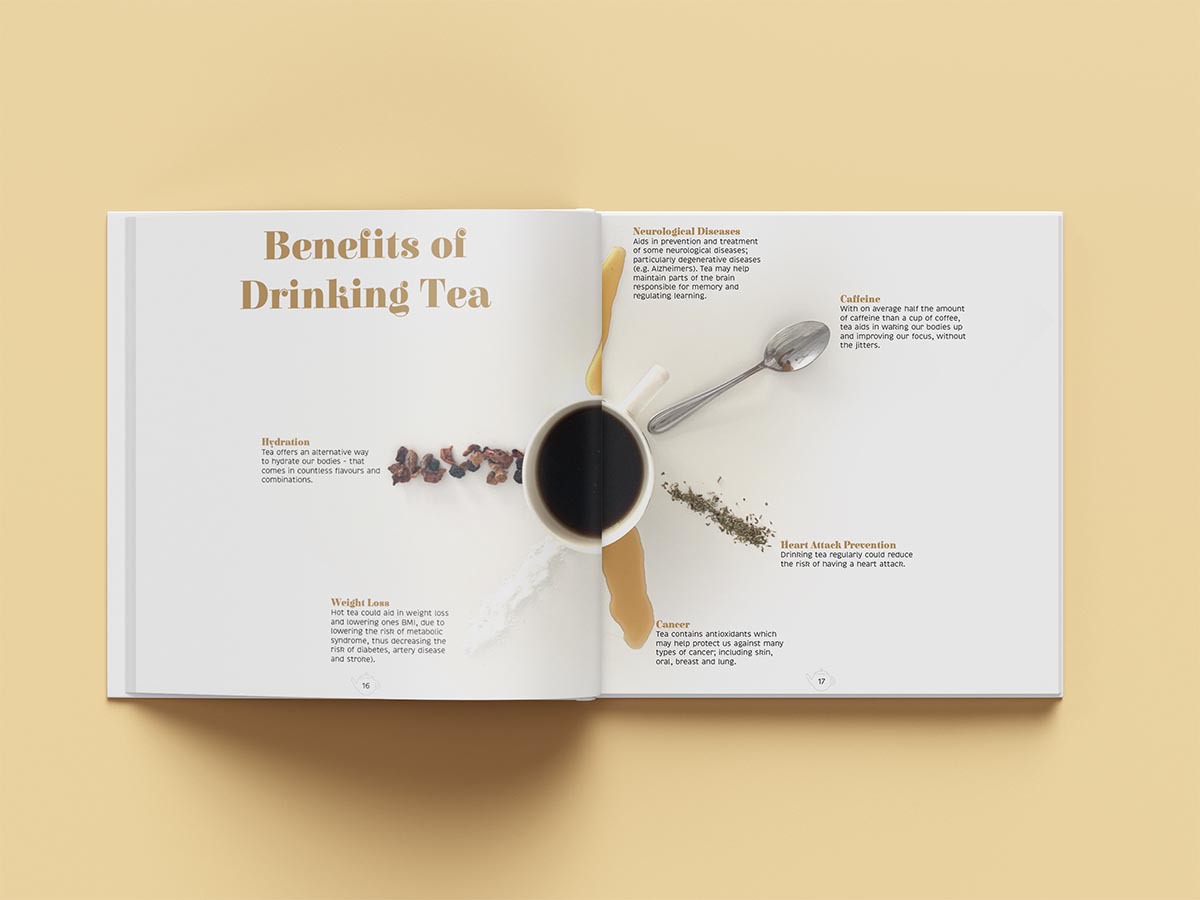 Benefits of
Drinking Tea
Hydration
Tea offers an alternative way
to hydrate our bodies - that
comes in countless flavours and
combinations.
Weight Loss
Hot tea could aid in weight loss
and lowering ones BMI, due to
lowering the risk of metabolic
syndrome, thus decreasing the
risk of diabetes, artery disease
and stroke).
16
Neurological Diseases
Aids in prevention and treatment
of some neurological diseases;
particularly degenerative diseases
(e.g. Alzheimers). Tea may help
maintain parts of the brain
responsible for memory and
regulating learning.
Caffeine
With on average half the amount
of caffeine than a cup of coffee,
tea aids in waking our bodies up
and improving our focus, without
the jitters.
Heart Attack Prevention
Drinking tea regularly could reduce
the risk of having a heart attack.
Cancer
Tea contains antioxidants which
may help protect us against many
types of cancer; including skin,
oral, breast and lung.
17